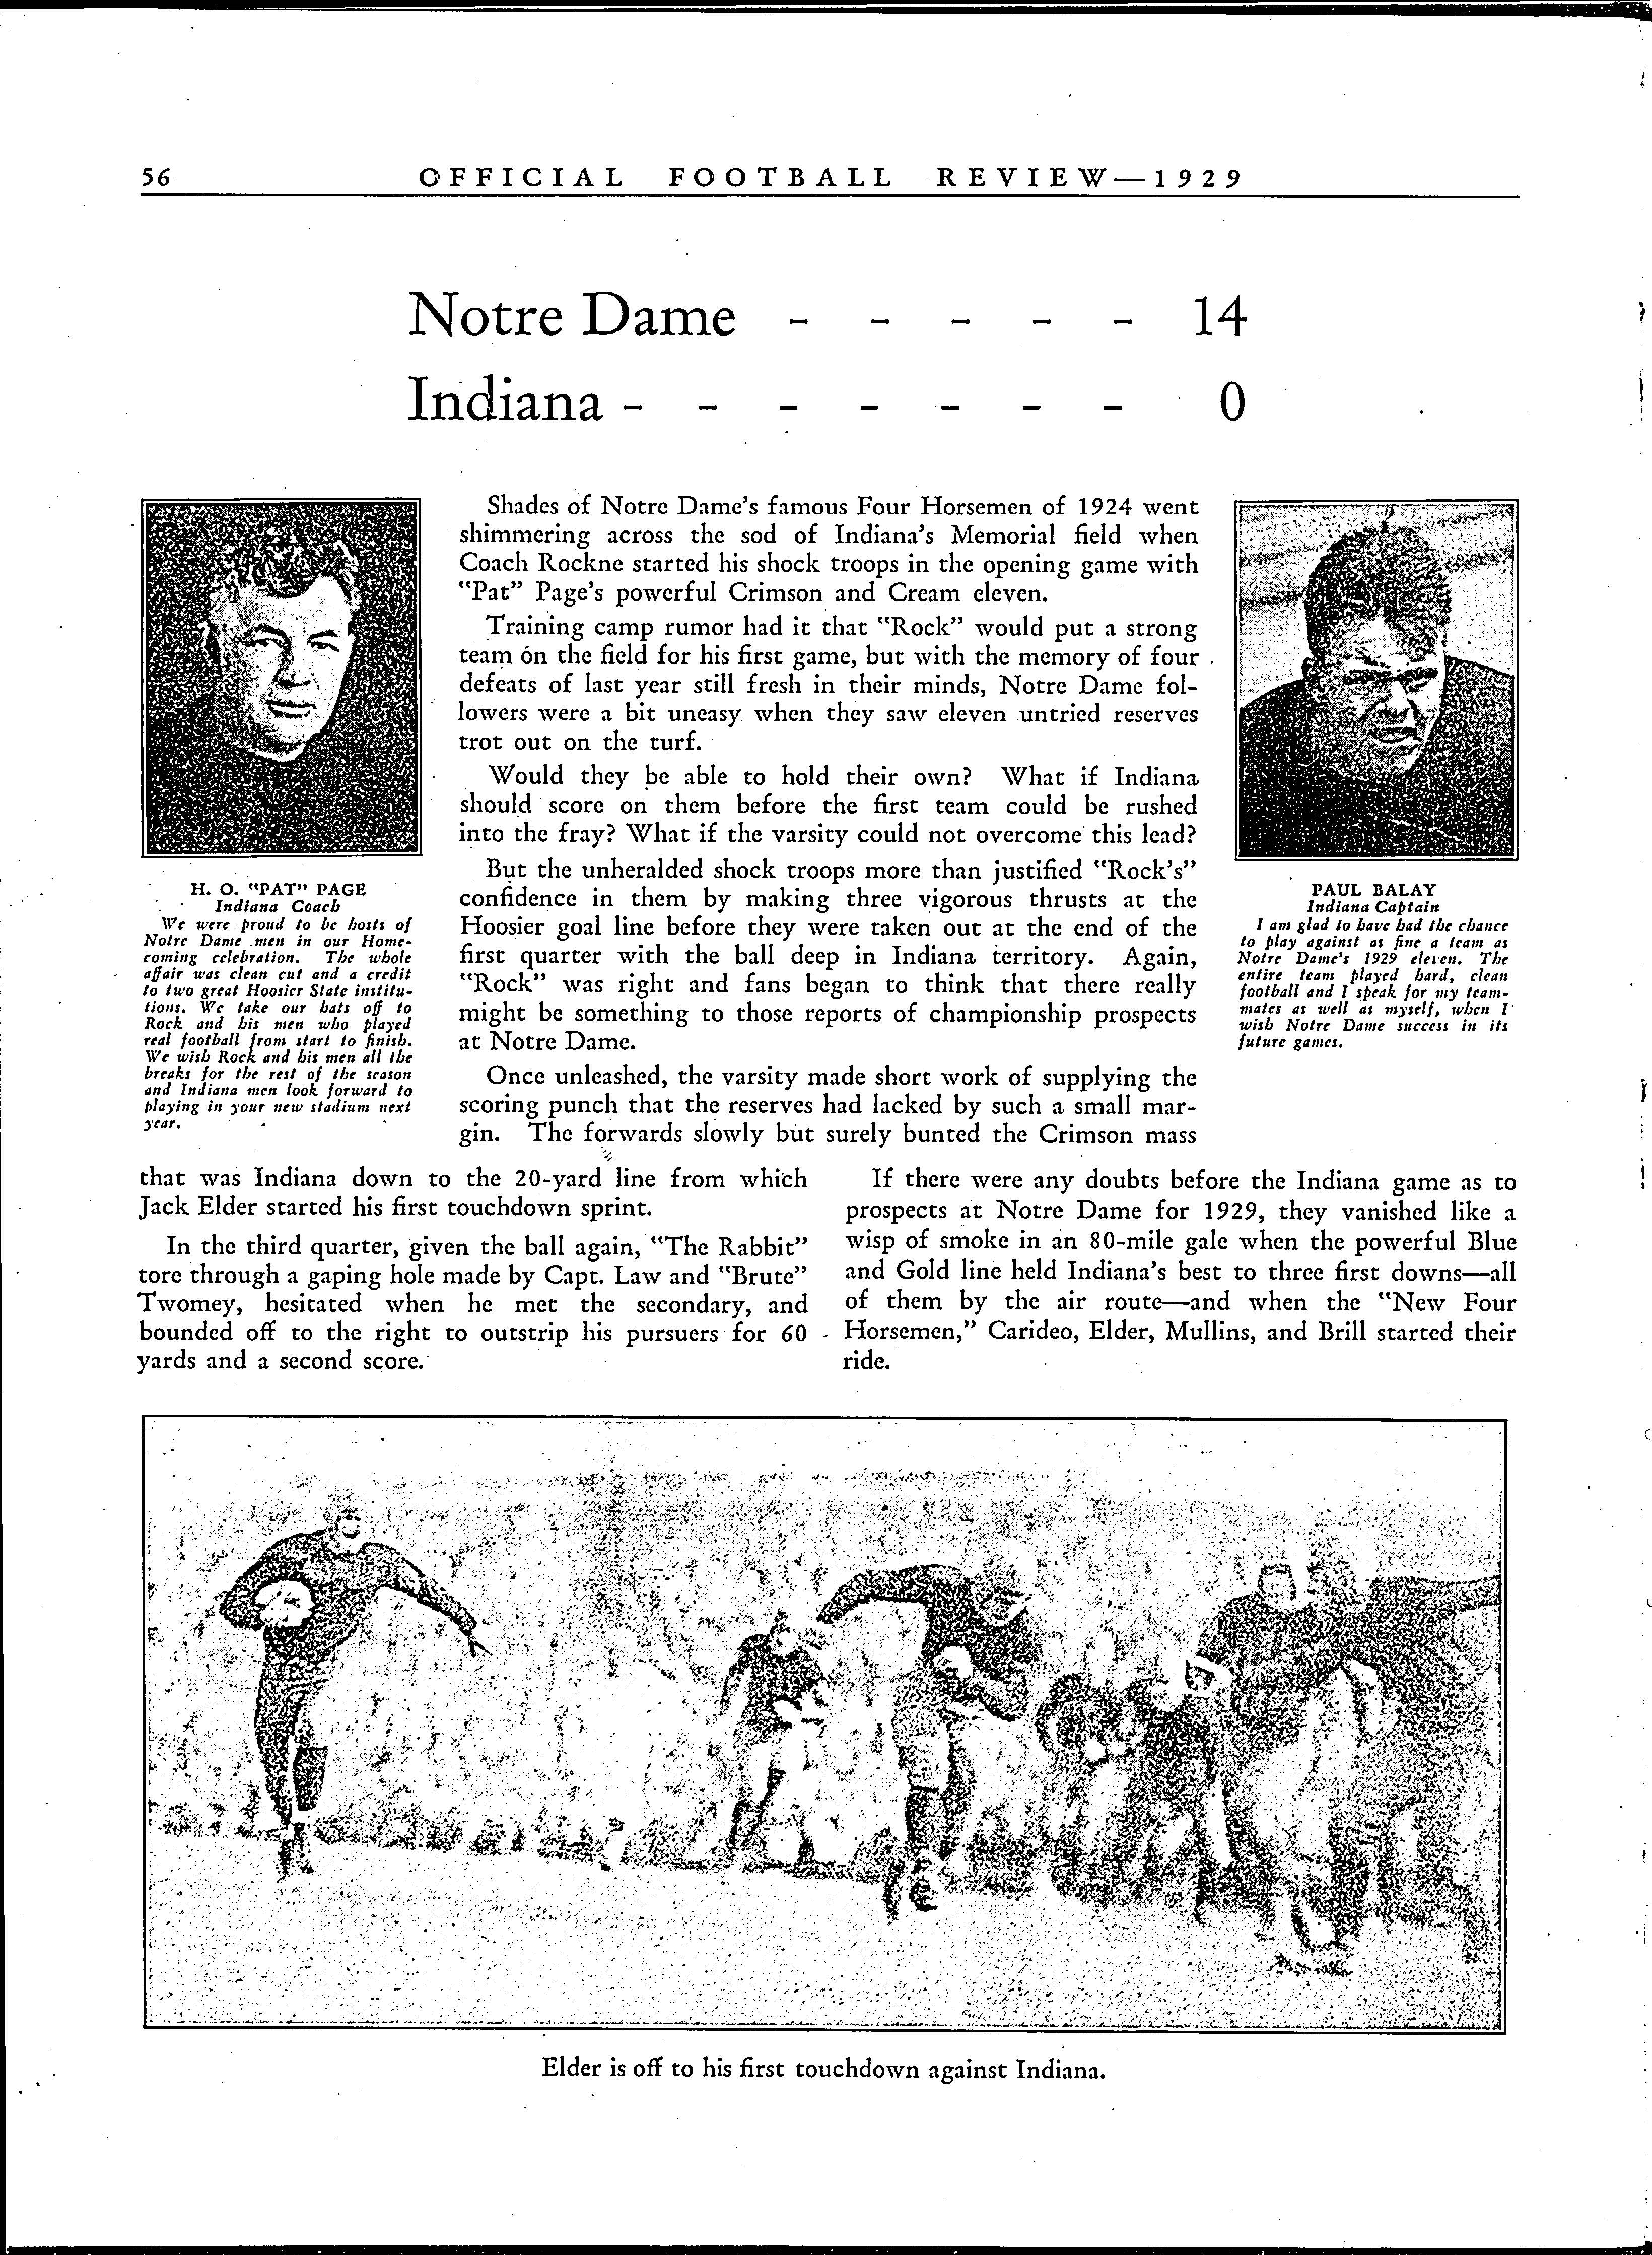 56 OFFICIAL FOOTBALL REVIEW—1929
Notre Dame - - - - - 14
Indiana - - - - - - - 0
H. O. "PAT" PAGE
Indiana Coach
We were proud to be hosts of
Notre Dame men in our Home-
coming celebration. The whole
affair was clean cut and a credit
to two great Hoosier State institu-
tions. We take our hats off to
Rock and his men who played
real football from start to finish.
We wish Rock and his men all the
breaks for the rest of the season
and Indiana men look forward to
playing in your new stadium next
year.
Shades of Notre Dame's famous Four Horsemen of 1924 went
shimmering across the sod of Indiana's Memorial field when
Coach Rockne started his shock troops in the opening game with
"Pat" Page's powerful Crimson and Cream eleven.
Training camp rumor had it that "Rock" would put a strong
team on the field for his first game, but with the memory of four
defeats of last year still fresh in their minds, Notre Dame fol-
lowers were a bit uneasy when they saw eleven untried reserves
trot out on the turf.
Would they be able to hold their own? What if Indiana
should score on them before the first team could be rushed
into the fray? What if the varsity could not overcome this lead?
But the unheralded shock troops more than justified "Rock's"
confidence in them by making three vigorous thrusts at the
Hoosier goal line before they were taken out at the end of the
first quarter with the ball deep in Indiana territory. Again,
"Rock" was right and fans began to think that there really
might be something to those reports of championship prospects
at Notre Dame.
Once unleashed, the varsity made short work of supplying the
scoring punch that the reserves had lacked by such a small mar-
gin. The forwards slowly but surely bunted the Crimson mass
PAUL BALAY
Indiana Captain
I am glad to have had the chance
to play against as fine a team as
Notre Dame's 1929 eleven. The
entire team played hard, clean
football and I speak for my team-
mates as well as myself, when I
wish Notre Dame success in its
future games.
that was Indiana down to the 20-yard line from which
Jack Elder started his first touchdown sprint.
In the third quarter, given the ball again, "The Rabbit"
tore through a gaping hole made by Capt. Law and "Brute"
Twomey, hesitated when he met the secondary, and
bounded off to the right to outstrip his pursuers for 60
yards and a second score.
If there were any doubts before the Indiana game as to
prospects at Notre Dame for 1929, they vanished like a
wisp of smoke in an 80-mile gale when the powerful Blue
and Gold line held Indiana's best to three first downs—all
of them by the air route—and when the "New Four
Horsemen," Carideo, Elder, Mullins, and Brill started their
ride.
Elder is off to his first touchdown against Indiana.